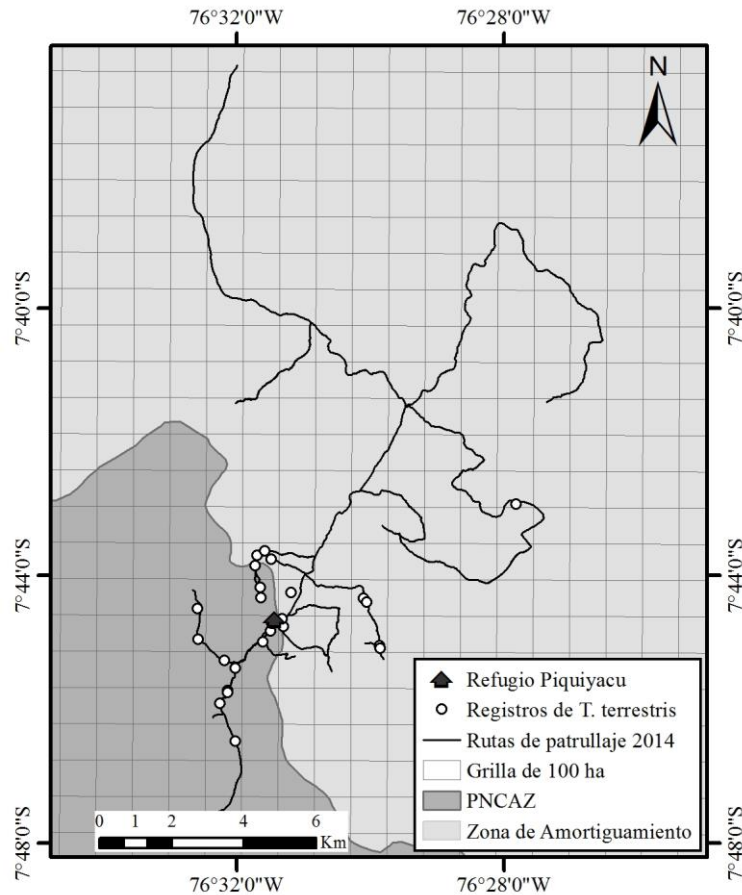 76°32'0"W 76°28'0"W
N
7°40'0"S 7°40'0"S
7°44'0"S 7°44'0"S
Refugio Piquiyacu
Registros de T. terrestris
Rutas de patrullaje 2014
Grilla de 100 ha
PNCAZ
Zona de Amortiguamiento
0 1 2 4 6
Km
7°48'0"S 7°48'0"S
76°32'0"W 76°28'0"W